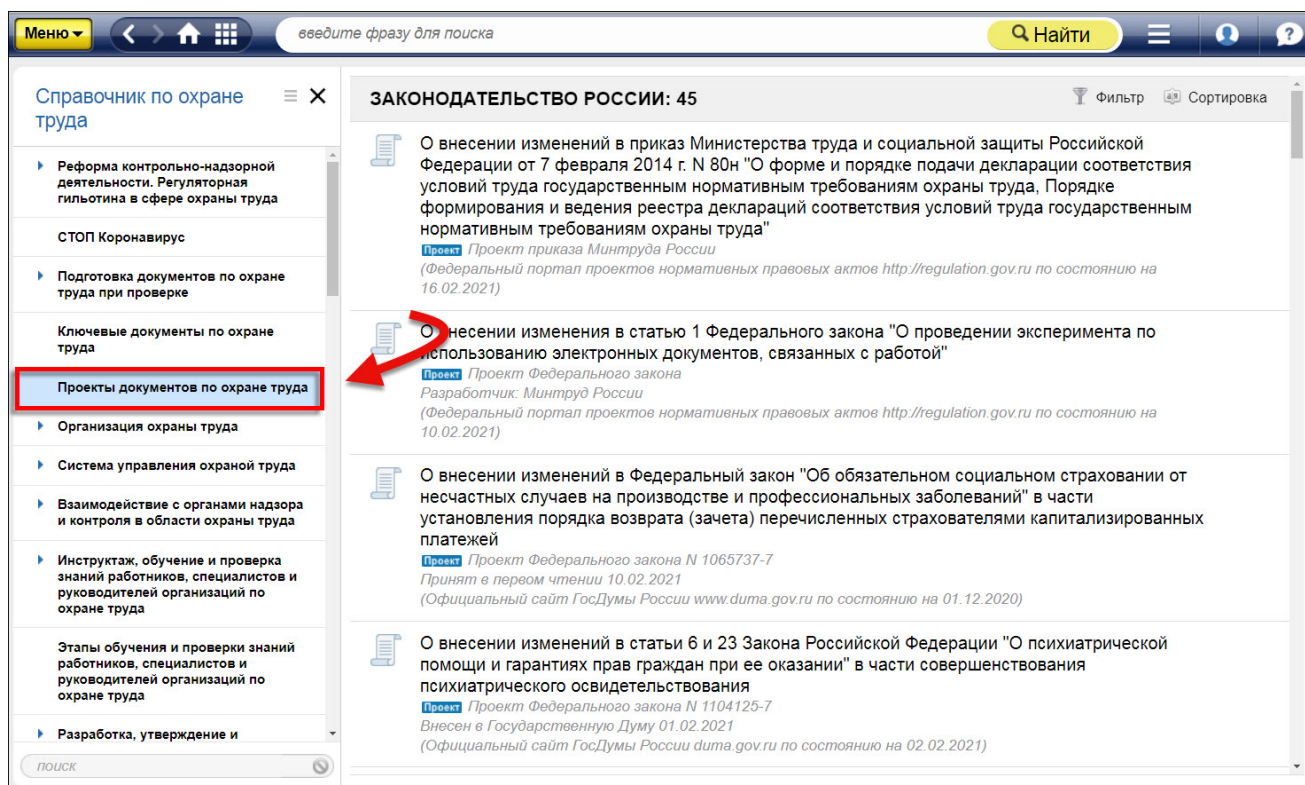 Меню
введите фразу для поиска
Найти
?
Справочник по охране
труда
Реформа контрольно-надзорной
деятельности. Регуляторная
гильотина в сфере охраны труда
СТОП Коронавирус
Подготовка документов по охране
труда при проверке
Ключевые документы по охране
труда
Проекты документов по охране труда
Организация охраны труда
Система управления охраной труда
Взаимодействие с органами надзора
и контроля в области охраны труда
Инструктаж, обучение и проверка
знаний работников, специалистов и
руководителей организаций по
охране труда
Этапы обучения и проверки знаний
работников, специалистов и
руководителей организаций по
охране труда
Разработка, утверждение и
поиск
ЗАКОНОДАТЕЛЬСТВО РОССИИ: 45
Фильтр
Сортировка
О внесении изменений в приказ Министерства труда и социальной защиты Российской
Федерации от 7 февраля 2014 г. N 80н "О форме и порядке подачи декларации соответствия
условий труда государственным нормативным требованиям охраны труда, Порядке
формирования и ведения реестра деклараций соответствия условий труда государственным
нормативным требованиям охраны труда"
Проект Проект приказа Минтруда России
(Федеральный портал проектов нормативных правовых актов http://regulation.gov.ru по состоянию на
16.02.2021)
О внесении изменения в статью 1 Федерального закона "О проведении эксперимента по
использованию электронных документов, связанных с работой"
Проект Проект Федерального закона
Разработчик: Минтруд России
(Федеральный портал проектов нормативных правовых актов http://regulation.gov.ru по состоянию на
10.02.2021)
О внесении изменений в Федеральный закон "Об обязательном социальном страховании от
несчастных случаев на производстве и профессиональных заболеваний" в части
установления порядка возврата (зачета) перечисленных страхователями капитализированных
платежей
Проект Проект Федерального закона N 1065737-7
Принят в первом чтении 10.02.2021
(Официальный сайт ГосДумы России www.duma.gov.ru по состоянию на 01.12.2020)
О внесении изменений в статьи 6 и 23 Закона Российской Федерации "О психиатрической
помощи и гарантиях прав граждан при ее оказании" в части совершенствования
психиатрического освидетельствования
Проект Проект Федерального закона N 1104125-7
Внесен в Государственную Думу 01.02.2021
(Официальный сайт ГосДумы России duma.gov.ru по состоянию на 02.02.2021)